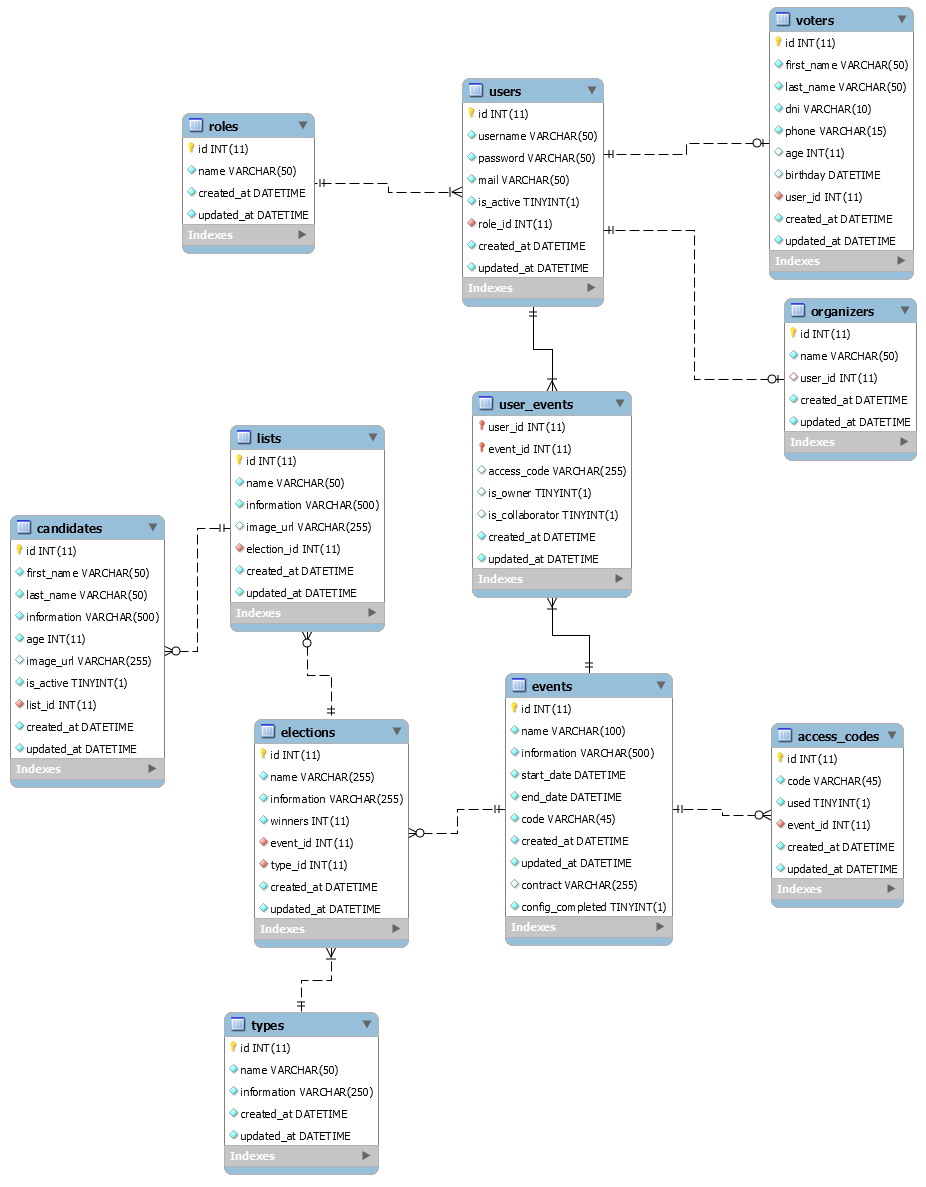 voters
id INT(11)
first_name VARCHAR(50)
last_name VARCHAR(50)
dni VARCHAR(10)
phone VARCHAR(15)
age INT(11)
birthday DATETIME
user_id INT(11)
created_at DATETIME
updated_at DATETIME
Indexes
users
id INT(11)
username VARCHAR(50)
password VARCHAR(50)
mail VARCHAR(50)
is_active TINYINT(1)
role_id INT(11)
created_at DATETIME
updated_at DATETIME
Indexes
roles
id INT(11)
name VARCHAR(50)
created_at DATETIME
updated_at DATETIME
Indexes
organizers
id INT(11)
name VARCHAR(50)
user_id INT(11)
created_at DATETIME
updated_at DATETIME
Indexes
user_events
user_id INT(11)
event_id INT(11)
access_code VARCHAR(255)
is_owner TINYINT(1)
is_collaborator TINYINT(1)
created_at DATETIME
updated_at DATETIME
Indexes
lists
id INT(11)
name VARCHAR(50)
information VARCHAR(500)
image_url VARCHAR(255)
election_id INT(11)
created_at DATETIME
updated_at DATETIME
Indexes
candidates
id INT(11)
first_name VARCHAR(50)
last_name VARCHAR(50)
information VARCHAR(500)
age INT(11)
image_url VARCHAR(255)
is_active TINYINT(1)
list_id INT(11)
created_at DATETIME
updated_at DATETIME
Indexes
events
id INT(11)
name VARCHAR(100)
information VARCHAR(500)
start_date DATETIME
end_date DATETIME
code VARCHAR(45)
created_at DATETIME
updated_at DATETIME
contract VARCHAR(255)
config_completed TINYINT(1)
Indexes
elections
id INT(11)
name VARCHAR(255)
information VARCHAR(255)
winners INT(11)
event_id INT(11)
type_id INT(11)
created_at DATETIME
updated_at DATETIME
Indexes
access_codes
id INT(11)
code VARCHAR(45)
used TINYINT(1)
event_id INT(11)
created_at DATETIME
updated_at DATETIME
Indexes
types
id INT(11)
name VARCHAR(50)
information VARCHAR(250)
created_at DATETIME
updated_at DATETIME
Indexes